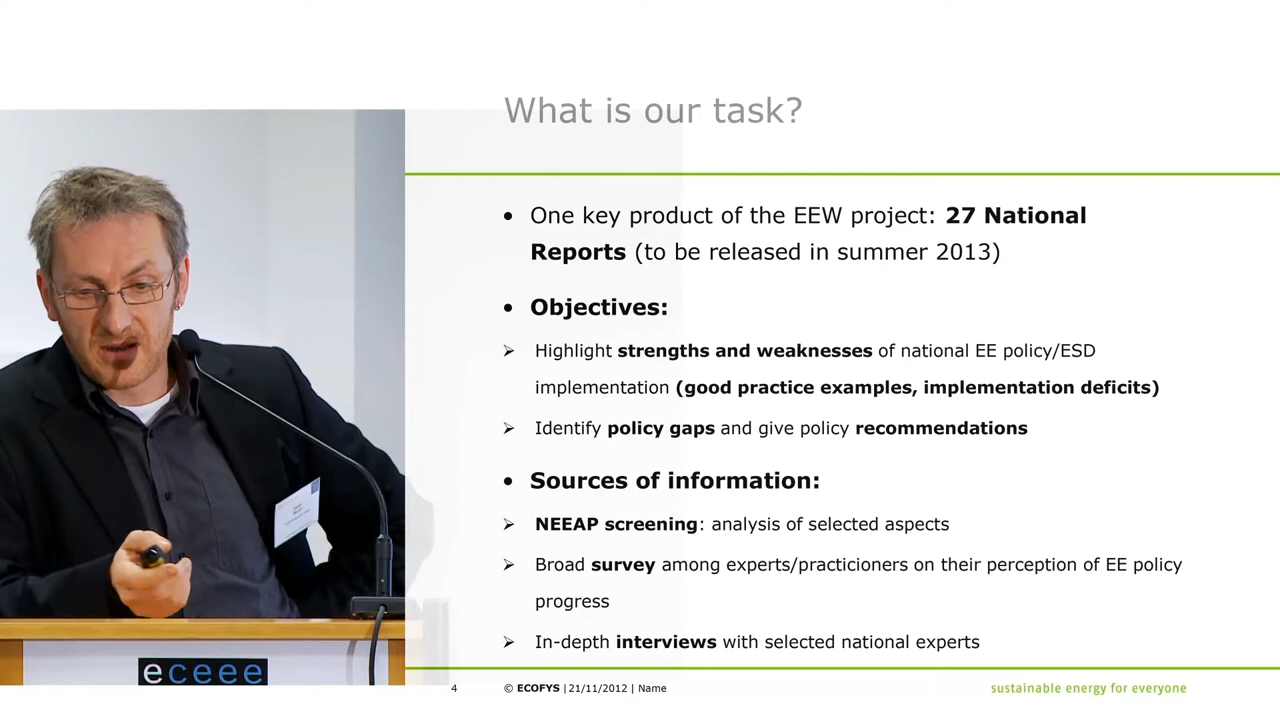 What is our task?
• One key product of the EEW project: 27 National
Reports (to be released in summer 2013)
• Objectives:
➢ Highlight strengths and weaknesses of national EE policy/ESD
implementation (good practice examples, implementation deficits)
➢ Identify policy gaps and give policy recommendations
• Sources of information:
➢ NEEAP screening: analysis of selected aspects
➢ Broad survey among experts/practicioners on their perception of EE policy
progress
➢ In-depth interviews with selected national experts
eceee
4 © ECOFYS | 21/11/2012 | Name
sustainable energy for everyone